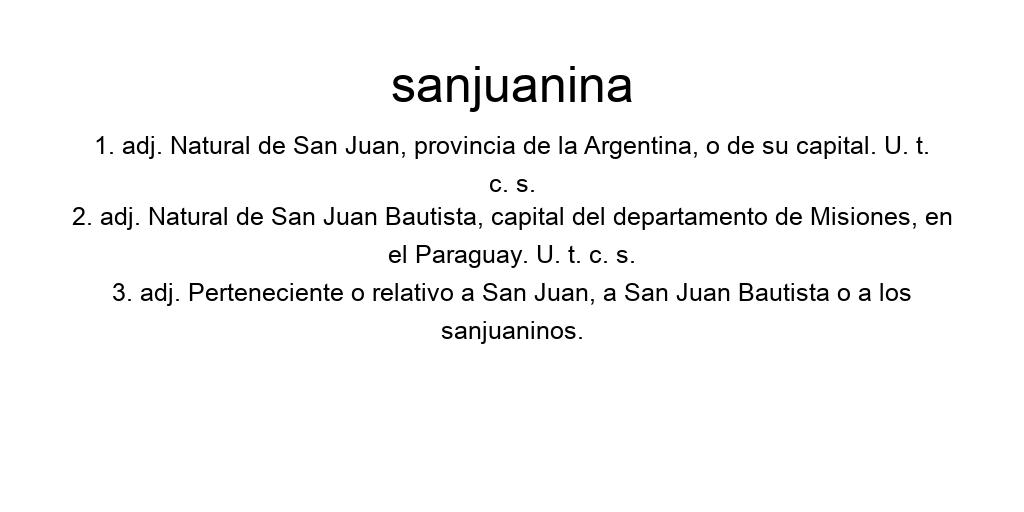 sanjuanina
1. adj. Natural de San Juan, provincia de la Argentina, o de su capital. U. t.
c. s.
2. adj. Natural de San Juan Bautista, capital del departamento de Misiones, en
el Paraguay. U. t. c. s.
3. adj. Perteneciente o relativo a San Juan, a San Juan Bautista o a los
sanjuaninos.